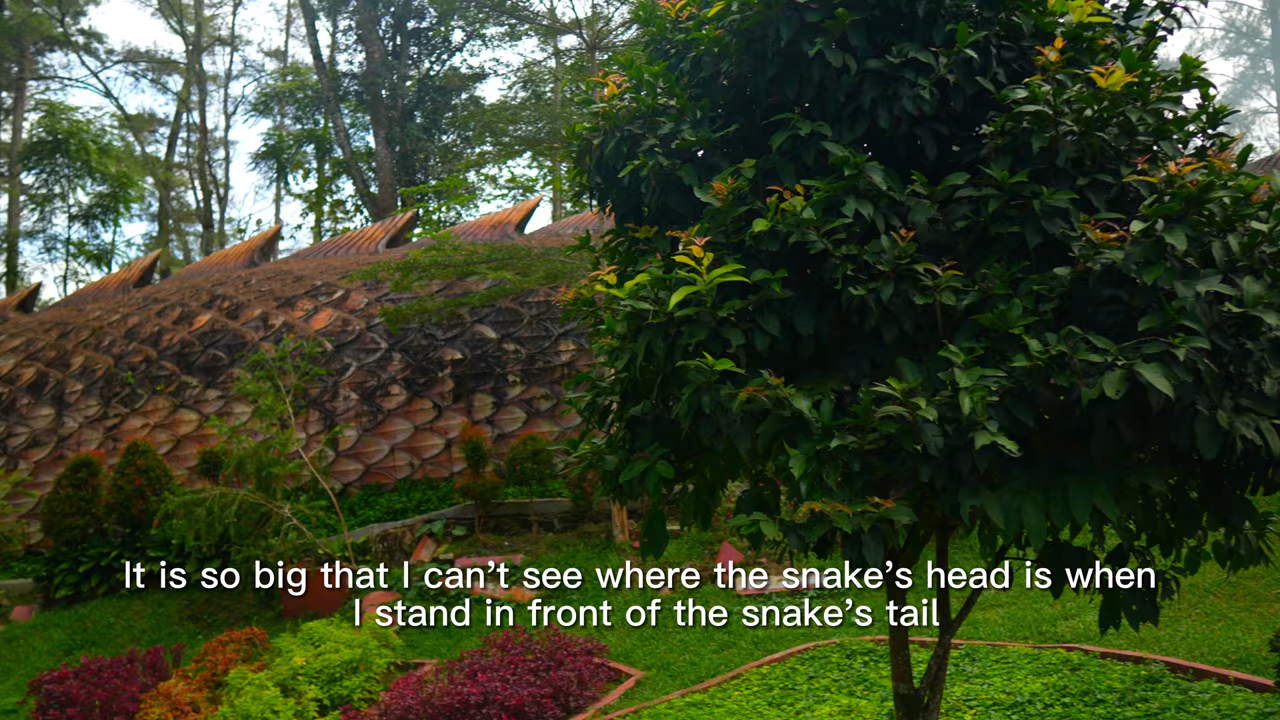 It is so big that I can’t see where the snake’s head is when
I stand in front of the snake’s tail